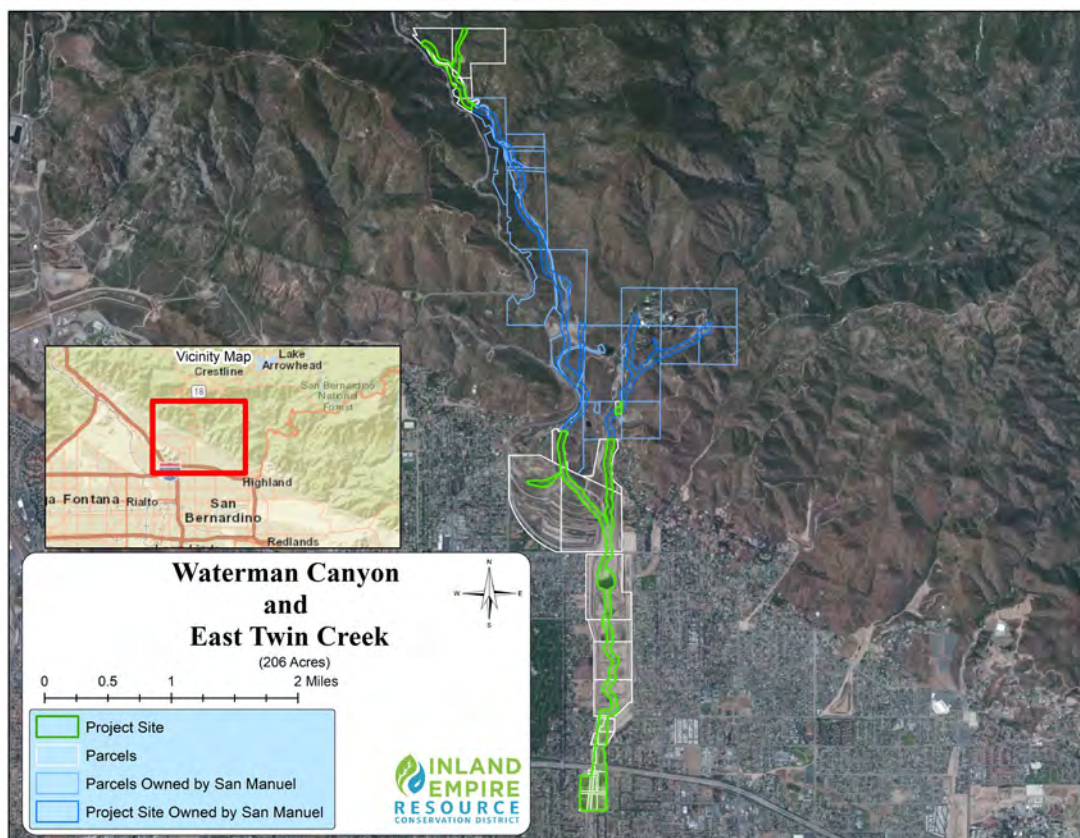 Vicinity Map
Lake
Arrowhead
Crestline
18
San Bernardino
National
Forest
Highland
ga Fontana
Rialto
San
Bernardino
Redlands
Waterman Canyon
and
East Twin Creek
(206 Acres)
0 0.5 1 2 Miles
N
W E
S
Project Site
Parcels
Parcels Owned by San Manuel
Project Site Owned by San Manuel
INLAND
EMPIRE
RESOURCE
CONSERVATION DISTRICT